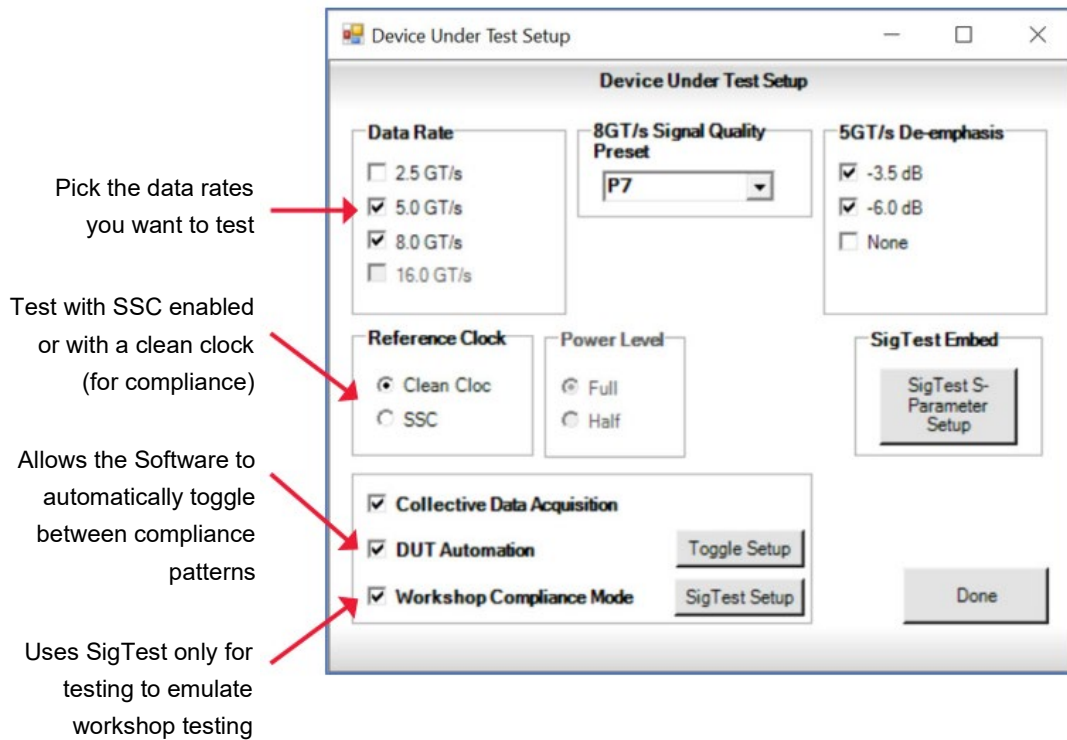 Device Under Test Setup
Device Under Test Setup
Data Rate
2.5 GT/s
5.0 GT/s
8.0 GT/s
16.0 GT/s
8GT/s Signal Quality
Preset
P7
5GT/s De-emphasis
-3.5 dB
-6.0 dB
None
Pick the data rates
you want to test
Reference Clock
Clean Cloc
SSC
Power Level
Full
Half
SigTest Embed
SigTest S-
Parameter
Setup
Test with SSC enabled
or with a clean clock
(for compliance)
Collective Data Acquisition
DUT Automation
Toggle Setup
Workshop Compliance Mode
SigTest Setup
Done
Allows the Software to
automatically toggle
between compliance
patterns
Uses SigTest only for
testing to emulate
workshop testing